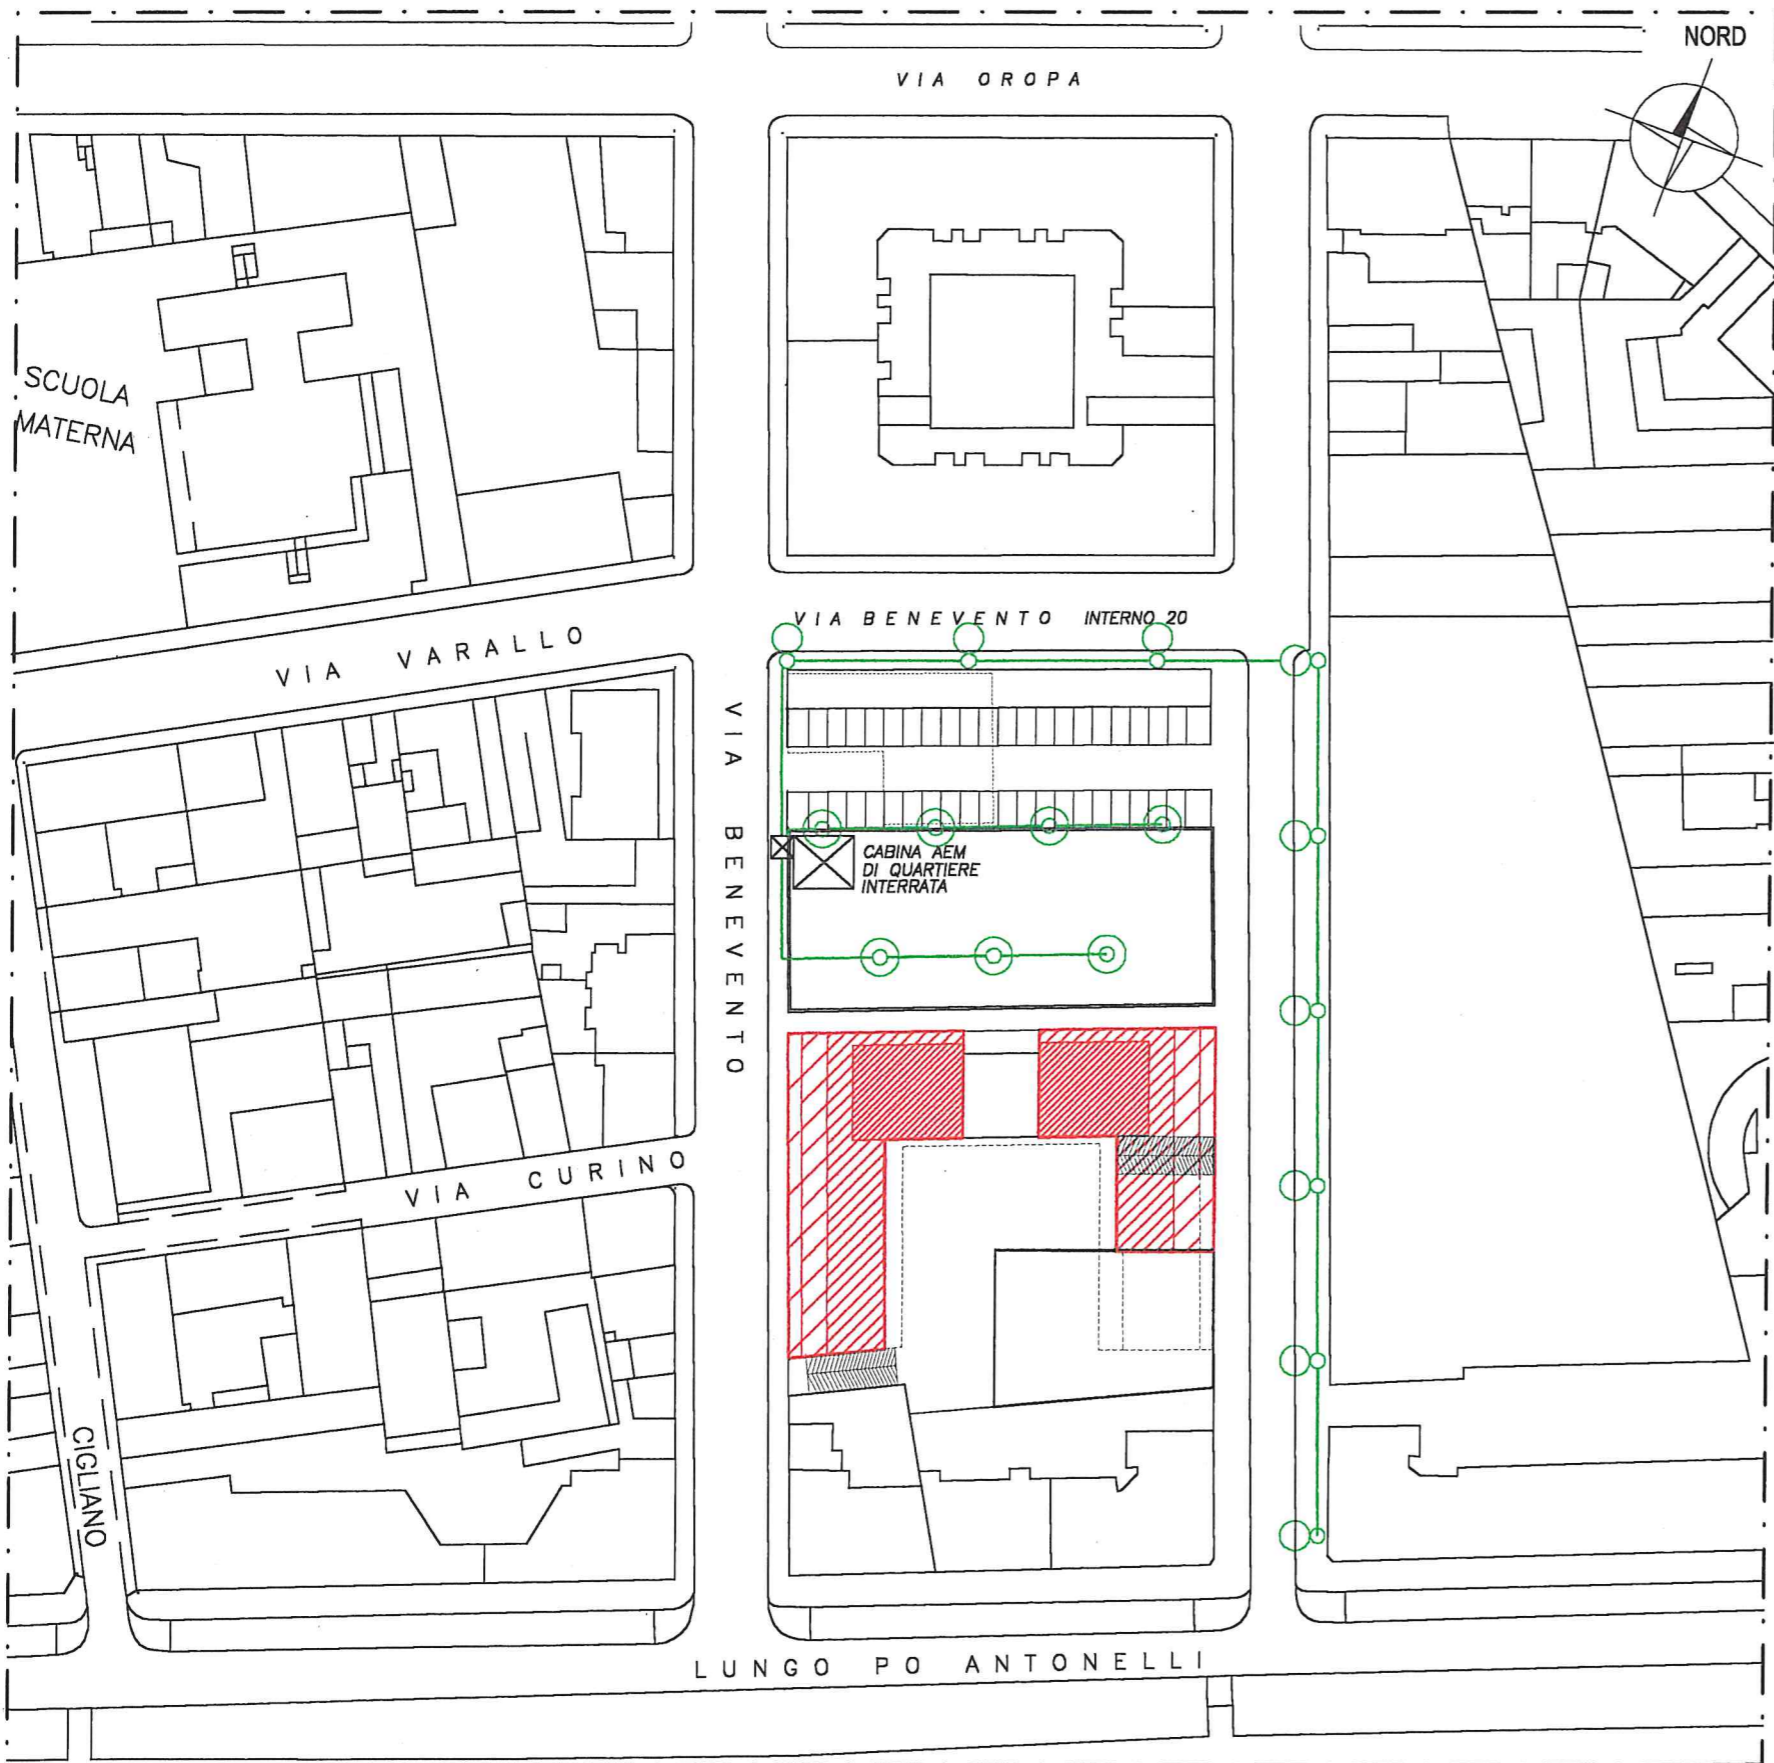 NORD
VIA OROPA
SCUOLA
MATERNA
VIA BENEVENTO INTERNO 20
VIA VARALLO
VIA BENEVENTO
CABINA AEM
DI QUARTIERE
INTERRATA
VIA CURINO
CIGLIANO
LUNGO PO ANTONELLI